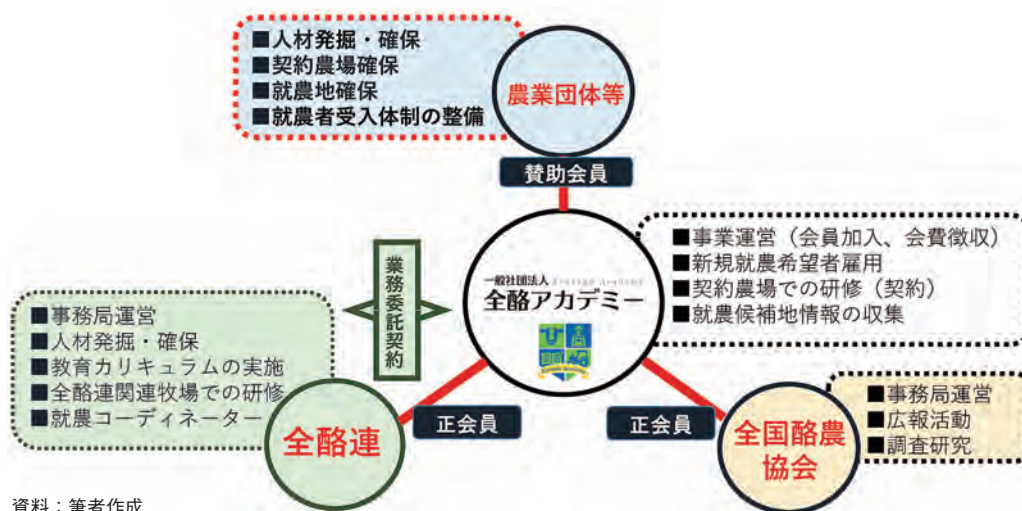 ■人材発掘・確保
■契約農場確保
■就農地確保
■就農者受入体制の整備
農業団体等
賛助会員
■事業運営（会員加入、会費徴収）
■新規就農希望者雇用
■契約農場での研修（契約）
■就農候補地情報の収集
一般社団法人
全酪アカデミー
業務委託契約
■事務局運営
■人材発掘・確保
■教育カリキュラムの実施
■全酪連関連牧場での研修
■就農コーディネーター
全酪連
正会員
正会員
全国酪農
協会
■事務局運営
■広報活動
■調査研究
資料：筆者作成